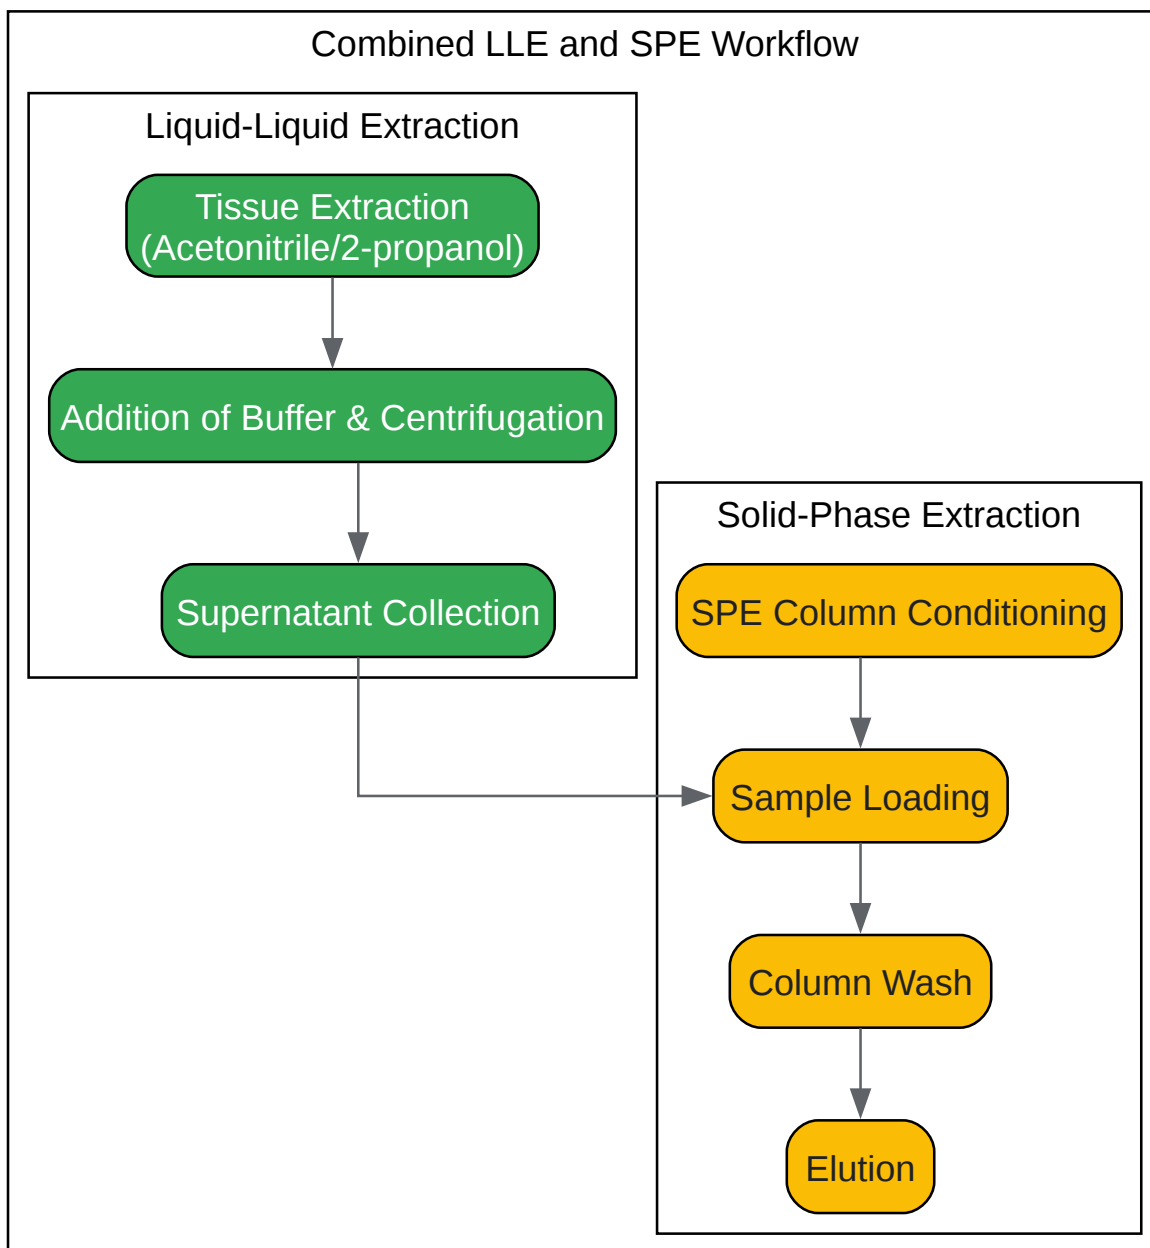 Combined LLE and SPE Workflow
Liquid-Liquid Extraction
Tissue Extraction
(Acetonitrile/2-propanol)
Addition of Buffer & Centrifugation
Supernatant Collection
Solid-Phase Extraction
SPE Column Conditioning
Sample Loading
Column Wash
Elution